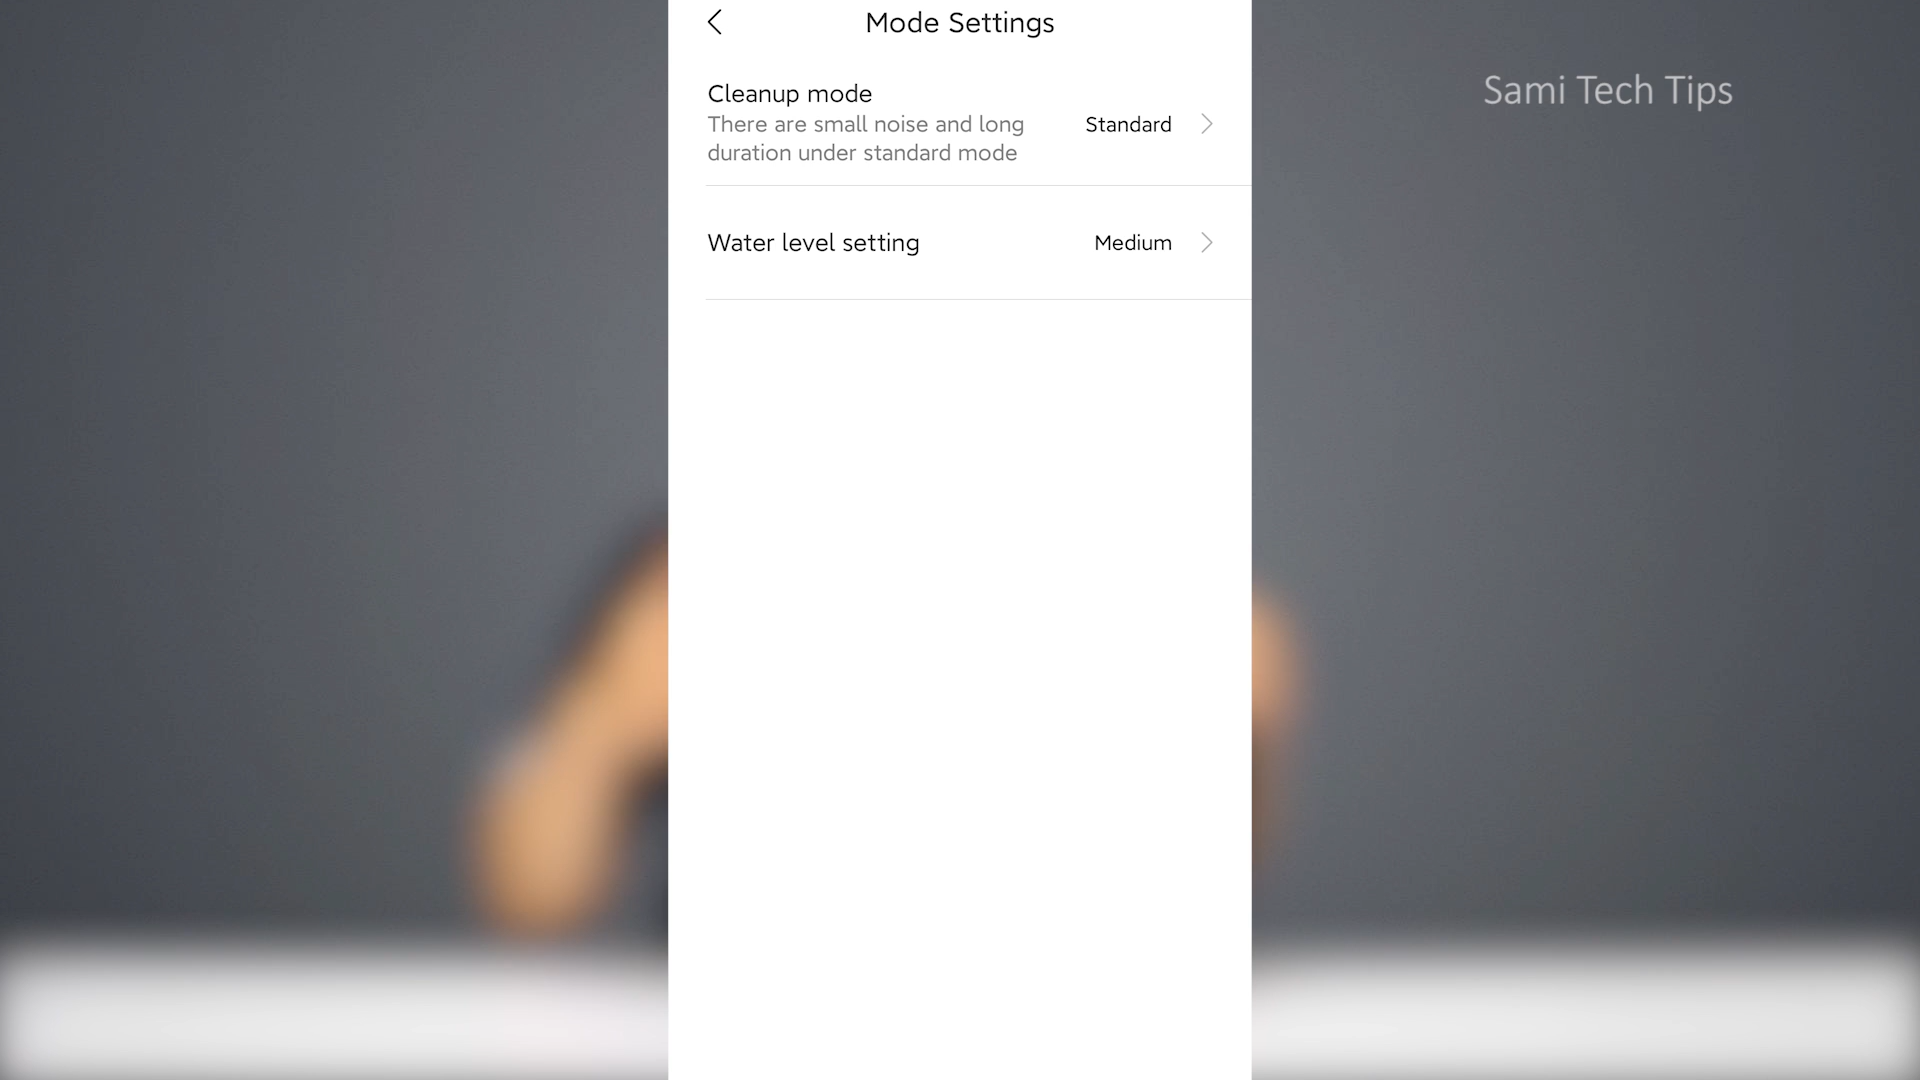 Mode Settings
Sami Tech Tips
Cleanup mode
There are small noise and long
duration under standard mode
Standard
Water level setting
Medium